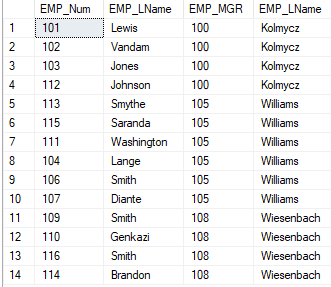 EMP_Num EMP_LName EMP_MGR EMP_LName
1 101 Lewis 100 Kolmycz
2 102 Vandam 100 Kolmycz
3 103 Jones 100 Kolmycz
4 112 Johnson 100 Kolmycz
5 113 Smythe 105 Williams
6 115 Saranda 105 Williams
7 111 Washington 105 Williams
8 104 Lange 105 Williams
9 106 Smith 105 Williams
10 107 Diante 105 Williams
11 109 Smith 108 Wiesenbach
12 110 Genkazi 108 Wiesenbach
13 116 Smith 108 Wiesenbach
14 114 Brandon 108 Wiesenbach